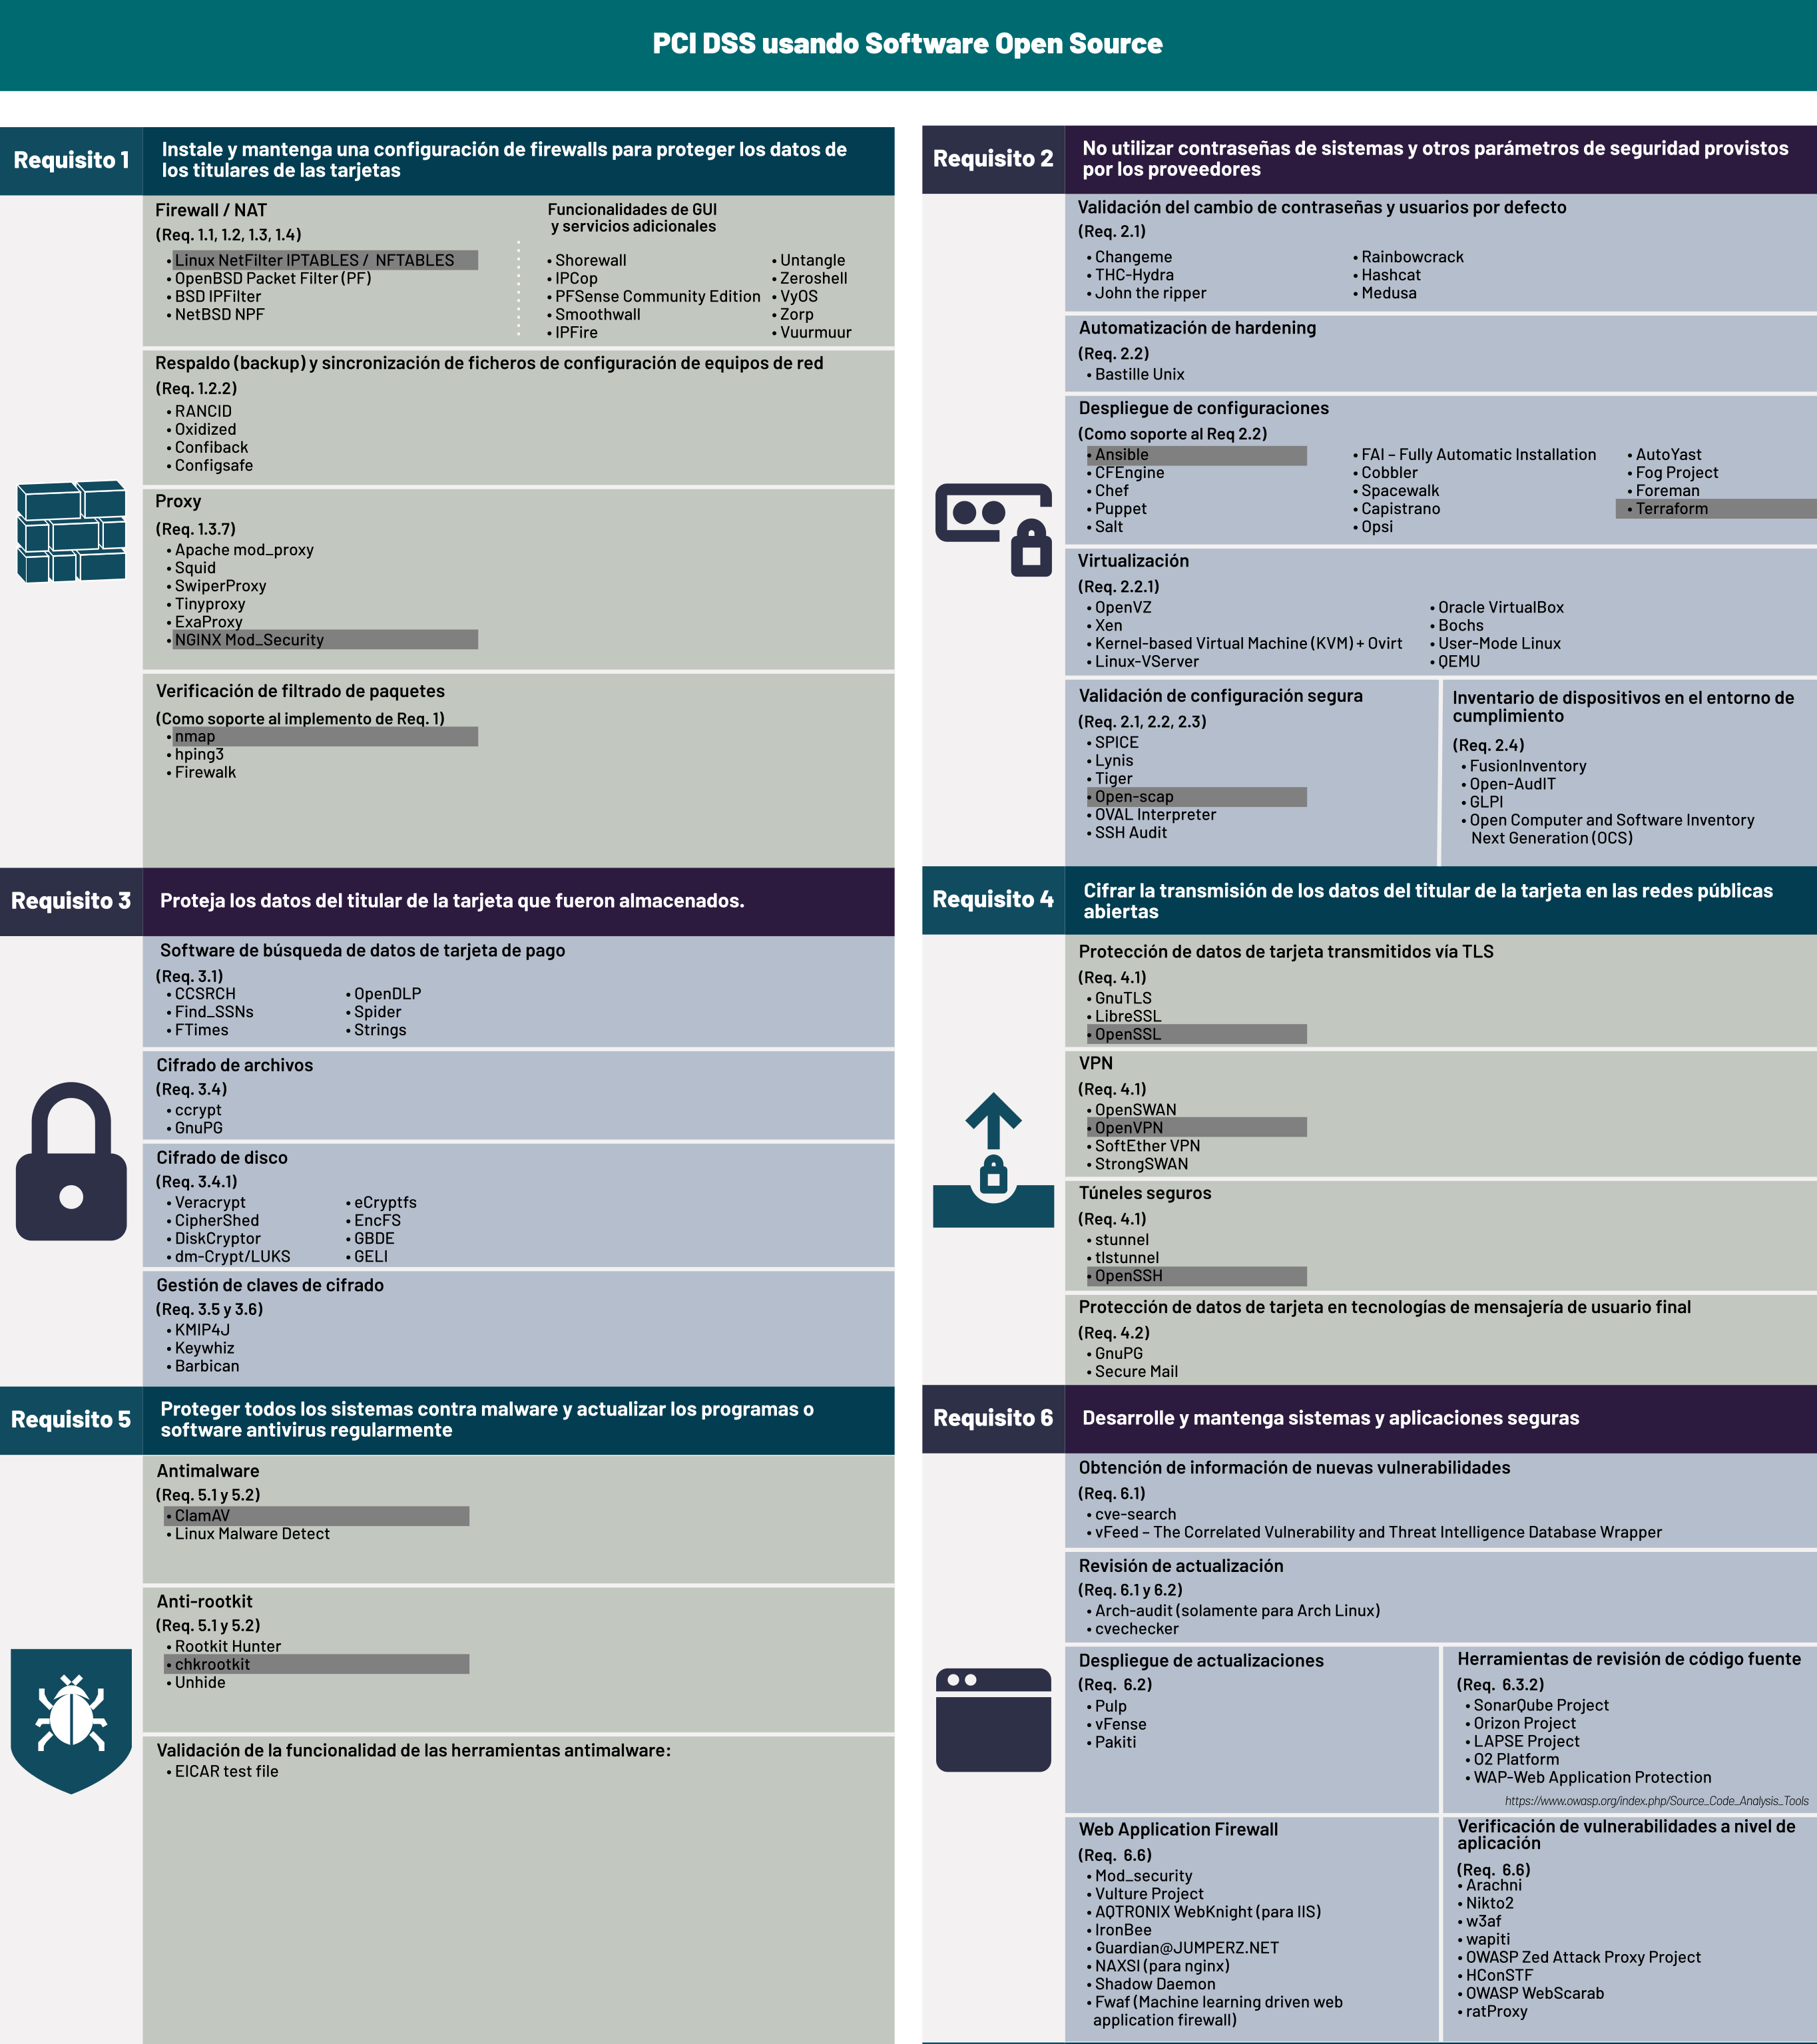 PCI DSS usando Software Open Source
Requisito 1
Instale y mantenga una configuración de firewalls para proteger los datos de
los titulares de las tarjetas
Firewall / NAT
(Req. 1.1, 1.2, 1.3, 1.4)
• Linux NetFilter IPTABLES / NFTABLES
• OpenBSD Packet Filter (PF)
• BSD IPFilter
• NetBSD NPF
Funcionalidades de GUI
y servicios adicionales
• Shorewall
• IPCop
• PFSense Community Edition
• Smoothwall
• IPFire
• Untangle
• Zeroshell
• VyOS
• Zorp
• Vuurmuur
Respaldo (backup) y sincronización de ficheros de configuración de equipos de red
(Req. 1.2.2)
• RANCID
• Oxidized
• Confiback
• Configsafe
Proxy
(Req. 1.3.7)
• Apache mod_proxy
• Squid
• SwiperProxy
• Tinyproxy
• ExaProxy
• NGINX Mod_Security
Verificación de filtrado de paquetes
(Como soporte al implemento de Req. 1)
• nmap
• hping3
• Firewalk
Requisito 2
No utilizar contraseñas de sistemas y otros parámetros de seguridad provistos
por los proveedores
Validación del cambio de contraseñas y usuarios por defecto
(Req. 2.1)
• Changeme
• THC-Hydra
• John the ripper
• Rainbowcrack
• Hashcat
• Medusa
Automatización de hardening
(Req. 2.2)
• Bastille Unix
Despliegue de configuraciones
(Como soporte al Req 2.2)
• Ansible
• CFEngine
• Chef
• Puppet
• Salt
• FAI – Fully Automatic Installation
• Cobbler
• Spacewalk
• Capistrano
• Opsi
• AutoYast
• Fog Project
• Foreman
• Terraform
Virtualización
(Req. 2.2.1)
• OpenVZ
• Xen
• Kernel-based Virtual Machine (KVM) + Ovirt
• Linux-VServer
• Oracle VirtualBox
• Bochs
• User-Mode Linux
• QEMU
Validación de configuración segura
(Req. 2.1, 2.2, 2.3)
• SPICE
• Lynis
• Tiger
• Open-scap
• OVAL Interpreter
• SSH Audit
Inventario de dispositivos en el entorno de
cumplimiento
(Req. 2.4)
• FusionInventory
• Open-AudIT
• GLPI
• Open Computer and Software Inventory
Next Generation (OCS)
Requisito 3
Proteja los datos del titular de la tarjeta que fueron almacenados.
Software de búsqueda de datos de tarjeta de pago
(Req. 3.1)
• CCSRCH
• Find_SSNs
• FTimes
• OpenDLP
• Spider
• Strings
Cifrado de archivos
(Req. 3.4)
• ccrypt
• GnuPG
Cifrado de disco
(Req. 3.4.1)
• Veracrypt
• CipherShed
• DiskCryptor
• dm-Crypt/LUKS
• eCryptfs
• EncFS
• GBDE
• GELI
Gestión de claves de cifrado
(Req. 3.5 y 3.6)
• KMIP4J
• Keywhiz
• Barbican
Requisito 4
Cifrar la transmisión de los datos del titular de la tarjeta en las redes públicas
abiertas
Protección de datos de tarjeta transmitidos vía TLS
(Req. 4.1)
• GnuTLS
• LibreSSL
• OpenSSL
VPN
(Req. 4.1)
• OpenSWAN
• OpenVPN
• SoftEther VPN
• StrongSWAN
Túneles seguros
(Req. 4.1)
• stunnel
• tlstunnel
• OpenSSH
Protección de datos de tarjeta en tecnologías de mensajería de usuario final
(Req. 4.2)
• GnuPG
• Secure Mail
Requisito 5
Proteger todos los sistemas contra malware y actualizar los programas o
software antivirus regularmente
Antimalware
(Req. 5.1 y 5.2)
• ClamAV
• Linux Malware Detect
Anti-rootkit
(Req. 5.1 y 5.2)
• Rootkit Hunter
• chkrootkit
• Unhide
Validación de la funcionalidad de las herramientas antimalware:
• EICAR test file
Requisito 6
Desarrolle y mantenga sistemas y aplicaciones seguras
Obtención de información de nuevas vulnerabilidades
(Req. 6.1)
• cve-search
• vFeed – The Correlated Vulnerability and Threat Intelligence Database Wrapper
Revisión de actualización
(Req. 6.1 y 6.2)
• Arch-audit (solamente para Arch Linux)
• cvechecker
Despliegue de actualizaciones
(Req. 6.2)
• Pulp
• vFense
• Pakiti
Herramientas de revisión de código fuente
(Req. 6.3.2)
• SonarQube Project
• Orizon Project
• LAPSE Project
• O2 Platform
• WAP-Web Application Protection
https://www.owasp.org/index.php/Source_Code_Analysis_Tools
Web Application Firewall
(Req. 6.6)
• Mod_security
• Vulture Project
• AQTRONIX WebKnight (para IIS)
• IronBee
• Guardian@JUMPERZ.NET
• NAXSI (para nginx)
• Shadow Daemon
• Fwaf (Machine learning driven web
application firewall)
Verificación de vulnerabilidades a nivel de
aplicación
(Req. 6.6)
• Arachni
• Nikto2
• w3af
• wapiti
• OWASP Zed Attack Proxy Project
• HConSTF
• OWASP WebScarab
• ratProxy